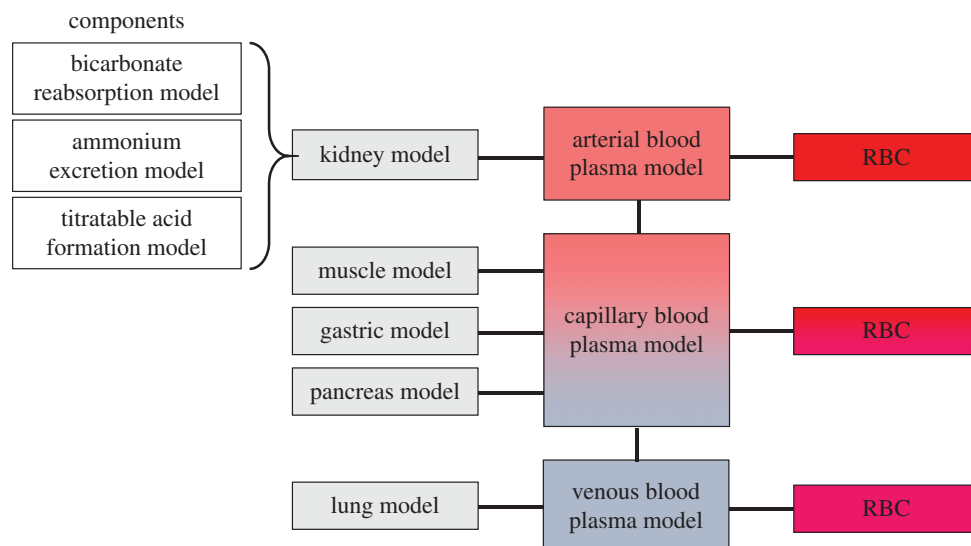 components
bicarbonate
reabsorption model
ammonium
excretion model
titratable acid
formation model
kidney model
arterial blood
plasma model
RBC
muscle model
gastric model
pancreas model
capillary blood
plasma model
RBC
lung model
venous blood
plasma model
RBC